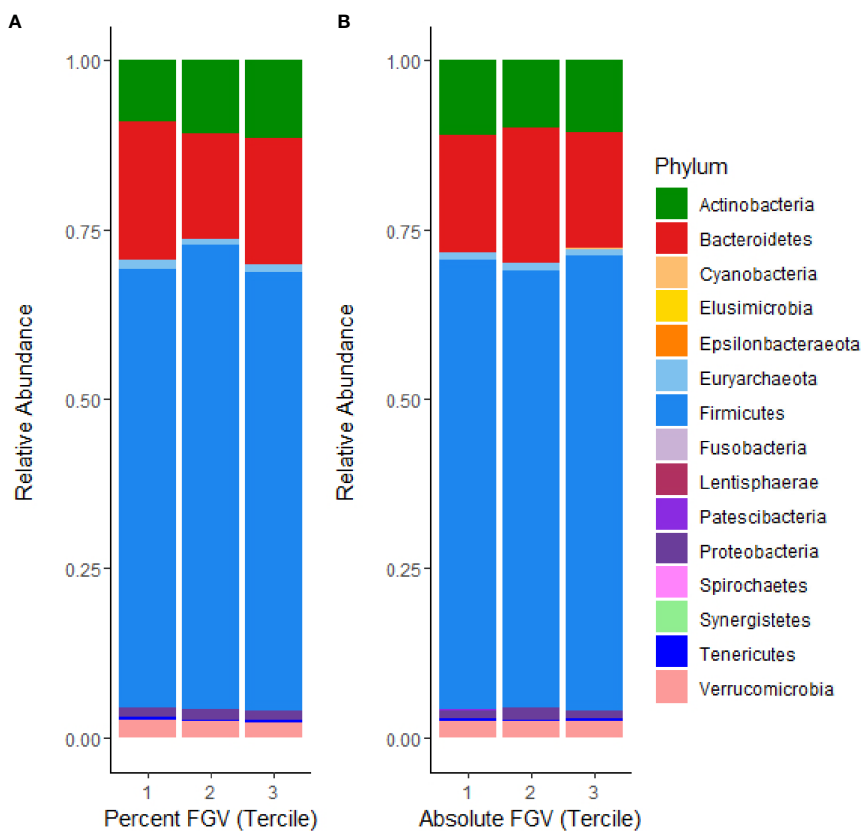 A
Relative Abundance
1.00
0.75
0.50
0.25
0.00
1 2 3
Percent FGV (Tercile)
B
Relative Abundance
1.00
0.75
0.50
0.25
0.00
1 2 3
Absolute FGV (Tercile)
Phylum
Actinobacteria
Bacteroidetes
Cyanobacteria
Elusimicrobia
Epsilonbacteraeota
Euryarchaeota
Firmicutes
Fusobacteria
Lentisphaerae
Patescibacteria
Proteobacteria
Spirochaetes
Synergistetes
Tenericutes
Verrucomicrobia